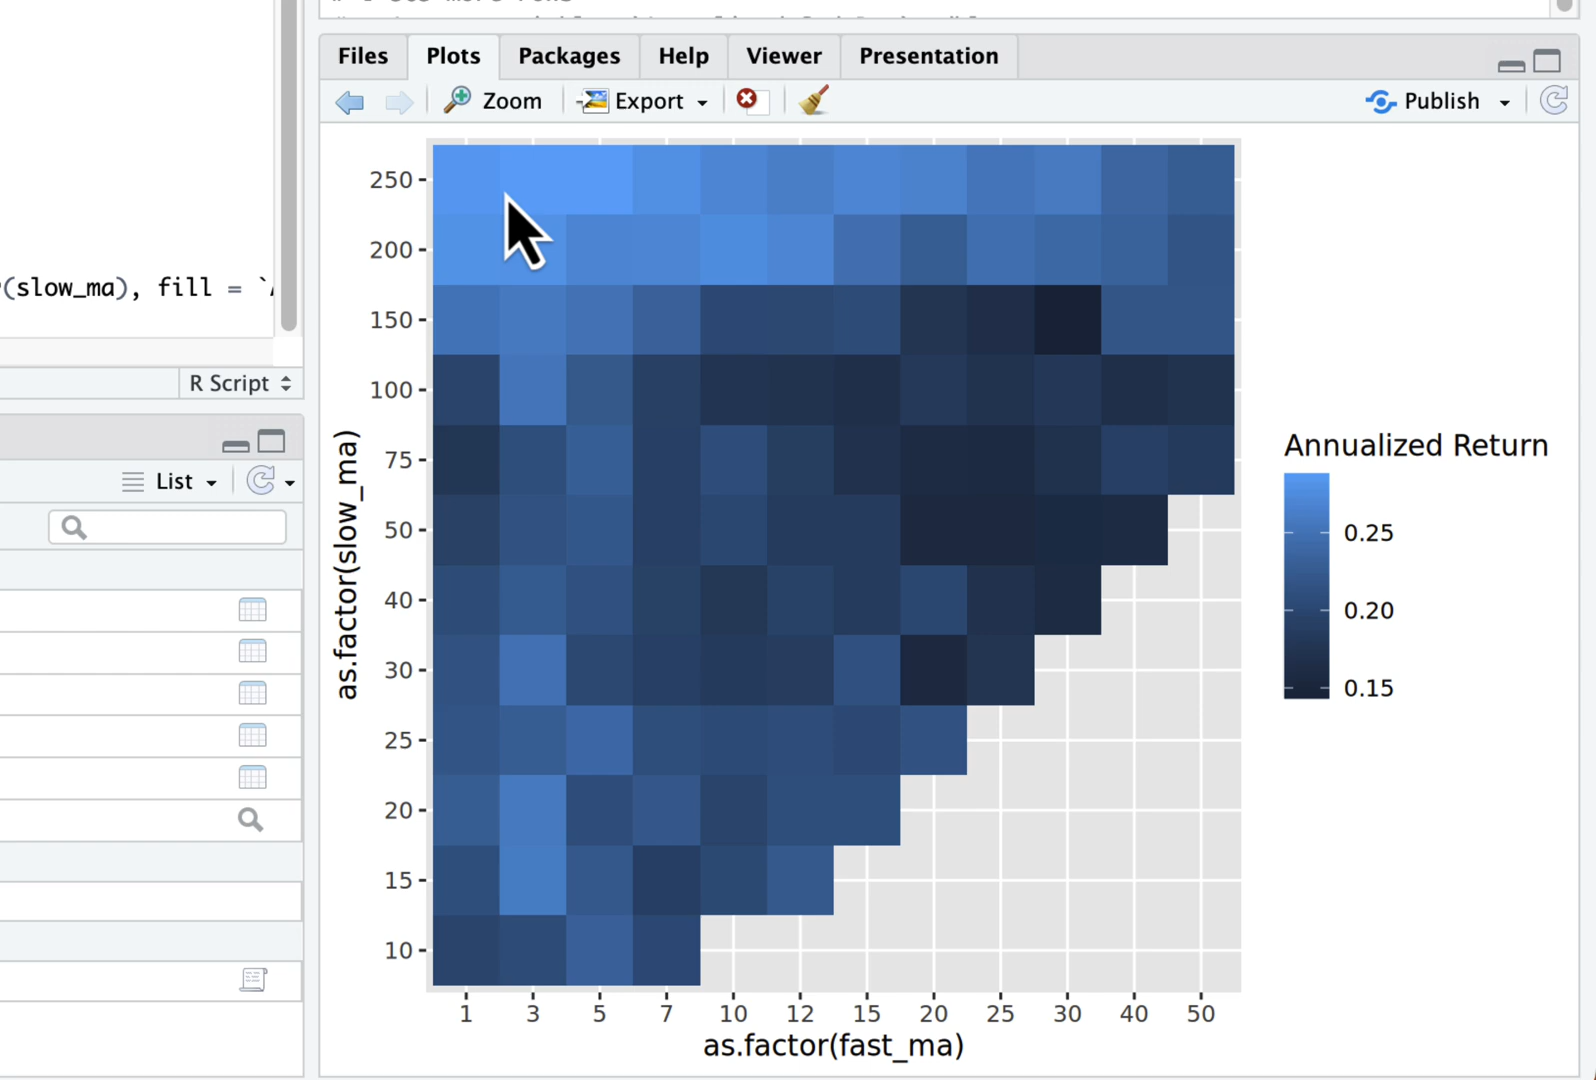 Files Plots Packages Help Viewer Presentation
Zoom Export Publish
(slow_ma), fill = `
R Script
List
250
200
150
100
75
50
40
30
25
20
15
10
as.factor(slow_ma)
1 3 5 7 10 12 15 20 25 30 40 50
as.factor(fast_ma)
Annualized Return
0.25
0.20
0.15